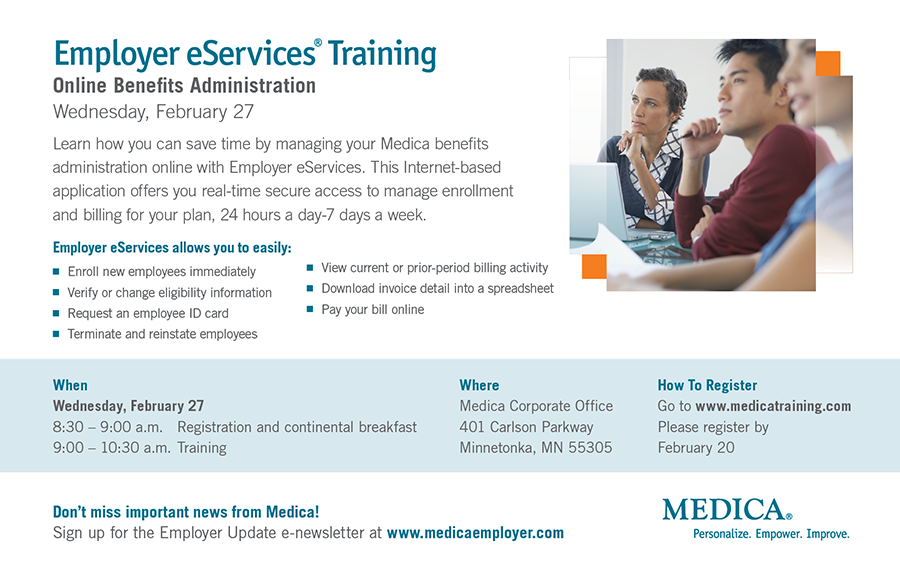 Employer eServices® Training
Online Benefits Administration
Wednesday, February 27
Learn how you can save time by managing your Medica benefits
administration online with Employer eServices. This Internet-based
application offers you real-time secure access to manage enrollment
and billing for your plan, 24 hours a day-7 days a week.
Employer eServices allows you to easily:
■ Enroll new employees immediately
■ Verify or change eligibility information
■ Request an employee ID card
■ Terminate and reinstate employees
■ View current or prior-period billing activity
■ Download invoice detail into a spreadsheet
■ Pay your bill online
When
Wednesday, February 27
8:30 – 9:00 a.m. Registration and continental breakfast
9:00 – 10:30 a.m. Training
Where
Medica Corporate Office
401 Carlson Parkway
Minnetonka, MN 55305
How To Register
Go to www.medicatraining.com
Please register by
February 20
Don’t miss important news from Medica!
Sign up for the Employer Update e-newsletter at www.medicaemployer.com
MEDICA®
Personalize. Empower. Improve.